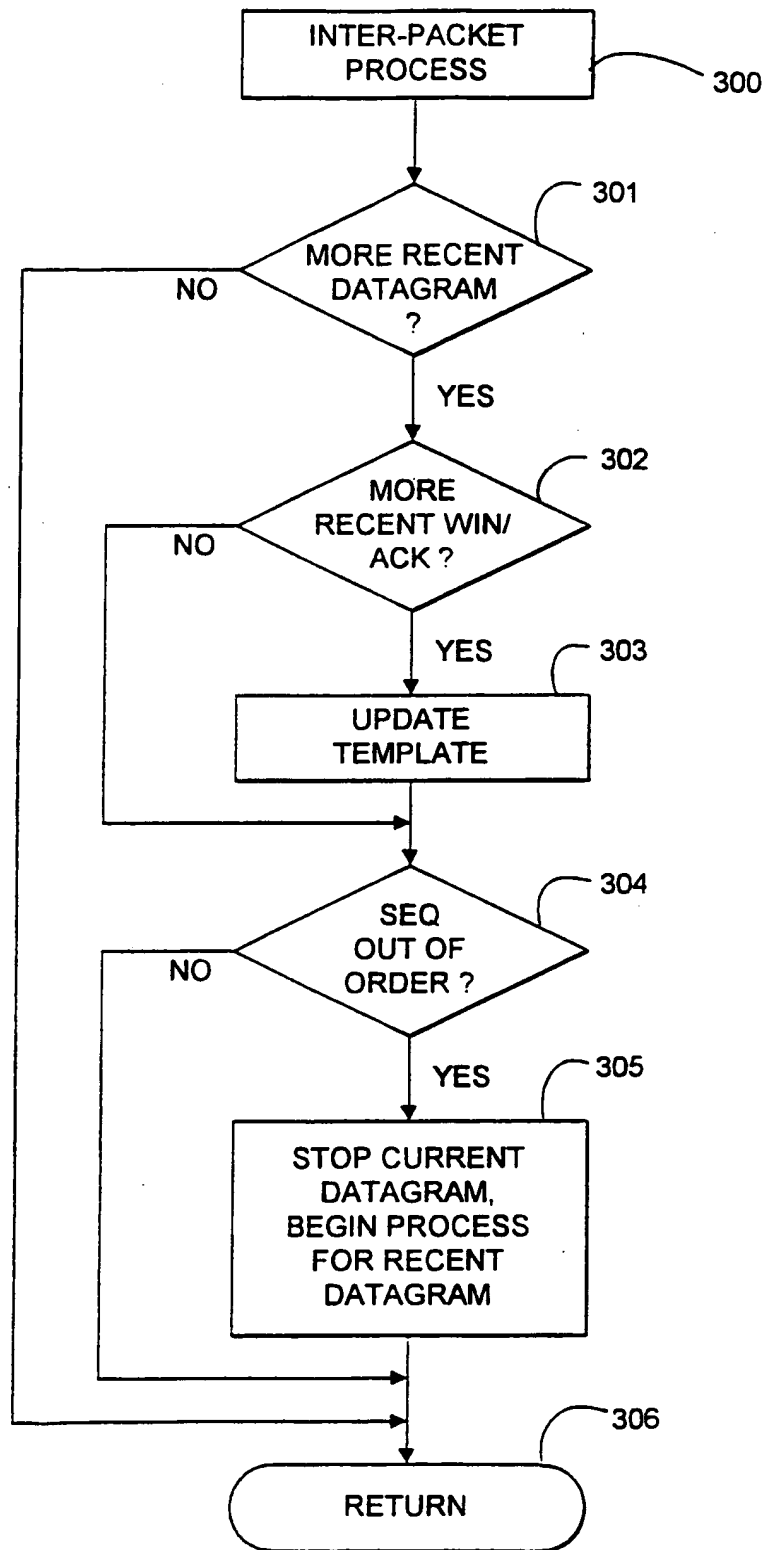 INTER-PACKET
PROCESS
300
301
MORE RECENT
DATAGRAM
?
NO
YES
302
MORE
RECENT WIN/
ACK ?
NO
YES
303
UPDATE
TEMPLATE
304
SEQ
OUT OF
ORDER ?
NO
YES
305
STOP CURRENT
DATAGRAM,
BEGIN PROCESS
FOR RECENT
DATAGRAM
306
RETURN